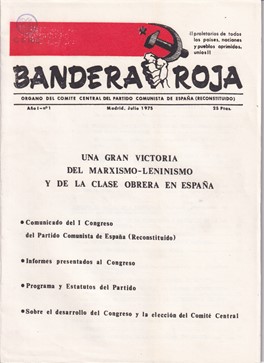 ¡¡proletarios de todos
los países, naciones
y pueblos oprimidos,
uníos!!
BANDERA ROJA
ORGANO DEL COMITE CENTRAL DEL PARTIDO COMUNISTA DE ESPAÑA (RECONSTITUIDO)
Año I - nº 1 Madrid, Julio 1975 25 Ptas.
UNA GRAN VICTORIA
DEL MARXISMO-LENINISMO
Y DE LA CLASE OBRERA EN ESPAÑA
● Comunicado del I Congreso
del Partido Comunista de España (Reconstituido)
● Informes presentados al Congreso
● Programa y Estatutos del Partido
● Sobre el desarrollo del Congreso y la elección del Comité Central